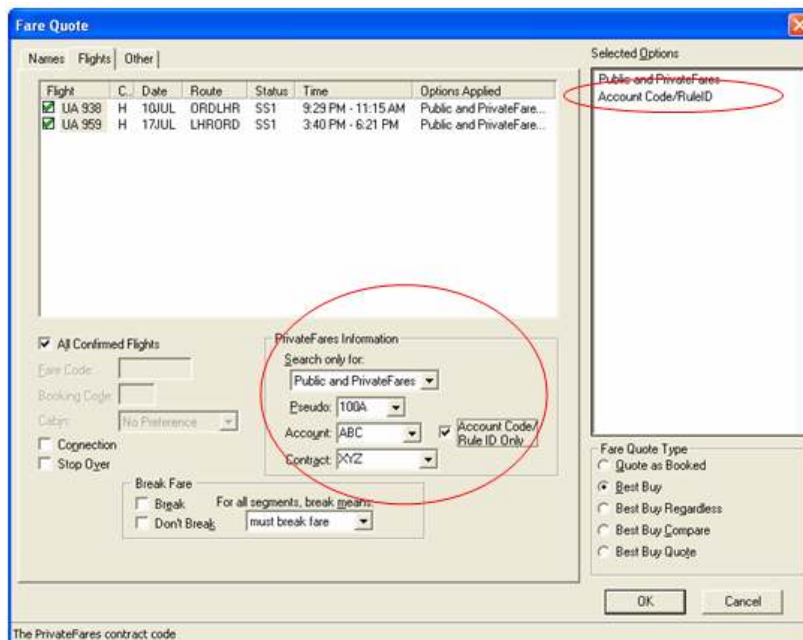 Fare Quote
Names Flights Other
Flight C.. Date Route Status Time Options Applied
UA 938 H 10JUL ORDLHR SS1 9:29 PM - 11:15 AM Public and PrivateFare...
UA 959 H 17JUL LHRORD SS1 3:40 PM - 6:21 PM Public and PrivateFare...
All Confirmed Flights
Fare Code:
Booking Code:
Cabin: No Preference
Connection
Stop Over
PrivateFares Information
Search only for:
Public and PrivateFares
Pseudo: 100A
Account: ABC
Account Code/
Rule ID Only
Contract: XYZ
Break Fare
Break
Don't Break
For all segments, break means:
must break fare
Selected Options
Public and PrivateFares
Account Code/RuleID
Fare Quote Type
Quote as Booked
Best Buy
Best Buy Regardless
Best Buy Compare
Best Buy Quote
OK Cancel
The PrivateFares contract code